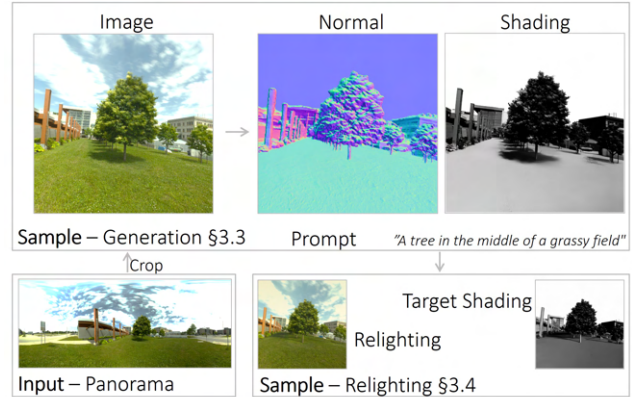 Image
Normal
Shading
Sample – Generation §3.3
Prompt
"A tree in the middle of a grassy field"
Crop
Input – Panorama
Target Shading
Relighting
Sample – Relighting §3.4